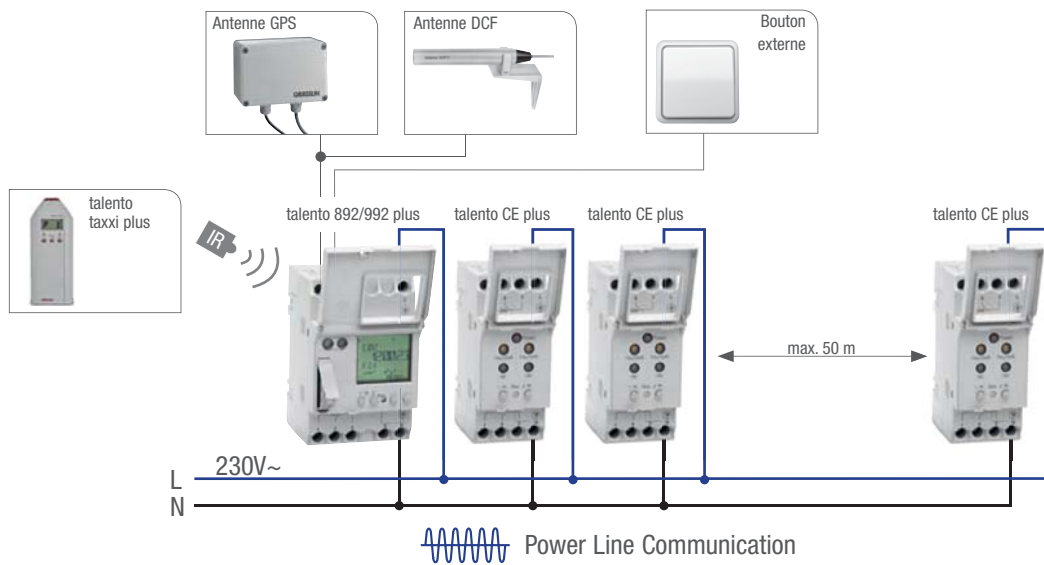 Antenne GPS
GRÄSSLIN
Antenne DCF
Bouton
externe
talento
taxxi plus
IR
talento 892/992 plus
talento CE plus
talento CE plus
talento CE plus
max. 50 m
L
230V~
N
Power Line Communication